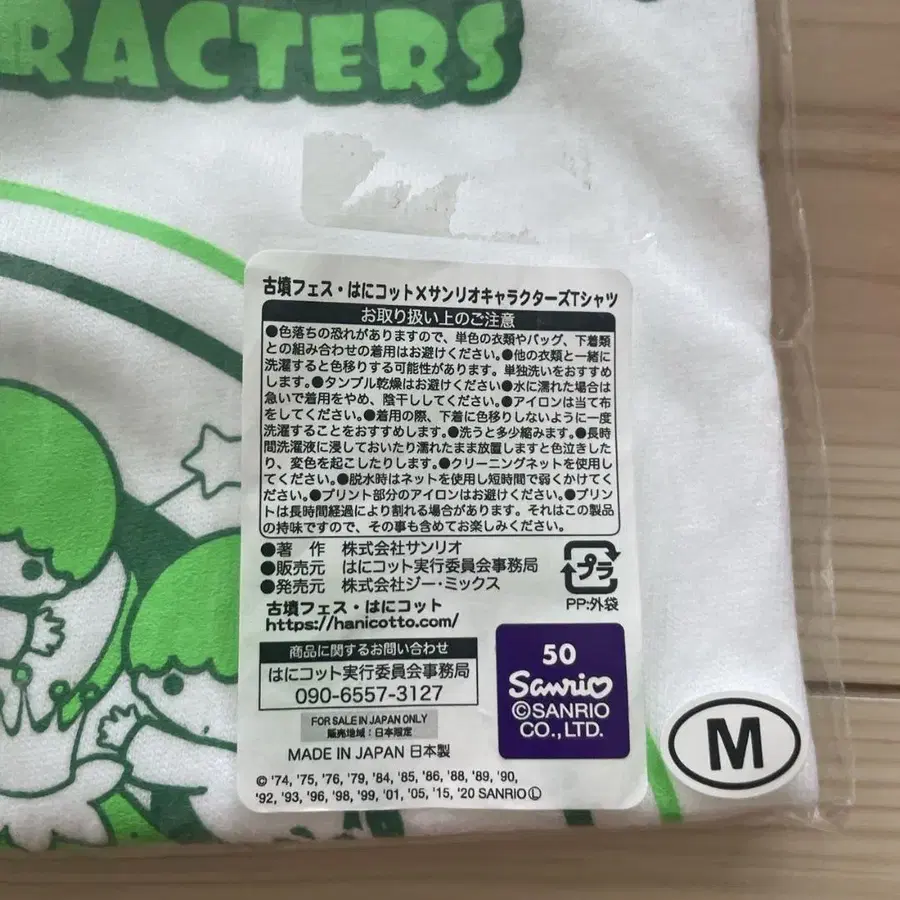 RACTERS
古墳フェス・はにコット×サンリオキャラクターズTシャツ
お取り扱い上のご注意
●色落ちの恐れがありますので、単色の衣類やバッグ、下着類
との組み合わせの着用はお避けください。●他の衣類と一緒に
洗濯すると色移りする可能性があります。単独洗いをおすすめ
します。●タンブル乾燥はお避けください●水に濡れた場合は
急いで着用をやめ、陰干ししてください。●アイロンは当て布
をしてください。●着用の際、下着に色移りしないように一度
洗濯することをおすすめします。●洗うと多少縮みます。●長時
間洗濯液に浸しておいたり濡れたまま放置しますと色泣きした
り、変色を起こしたりします。●クリーニングネットを使用し
てください。●脱水時はネットを使用し短時間で弱くかけてく
ださい。●プリント部分のアイロンはお避けください。●プリン
トは長時間経過により割れる場合があります。それはこの製品
の持味ですので、その事も含めてお楽しみください。
●著 作 株式会社サンリオ
●販売元 はにコット実行委員会事務局
●発売元 株式会社ジー・ミックス
プラ
PP:外袋
古墳フェス・はにコット
https://hanicotto.com/
商品に関するお問い合わせ
はにコット実行委員会事務局
090-6557-3127
FOR SALE IN JAPAN ONLY
販売地域:日本限定
MADE IN JAPAN 日本製
50
Sanrio
©SANRIO
CO.,LTD.
© '74, '75, '76, '79, '84, '85, '86, '88, '89, '90,
'92, '93, '96, '98, '99, '01, '05, '15, '20 SANRIO Ⓛ
M